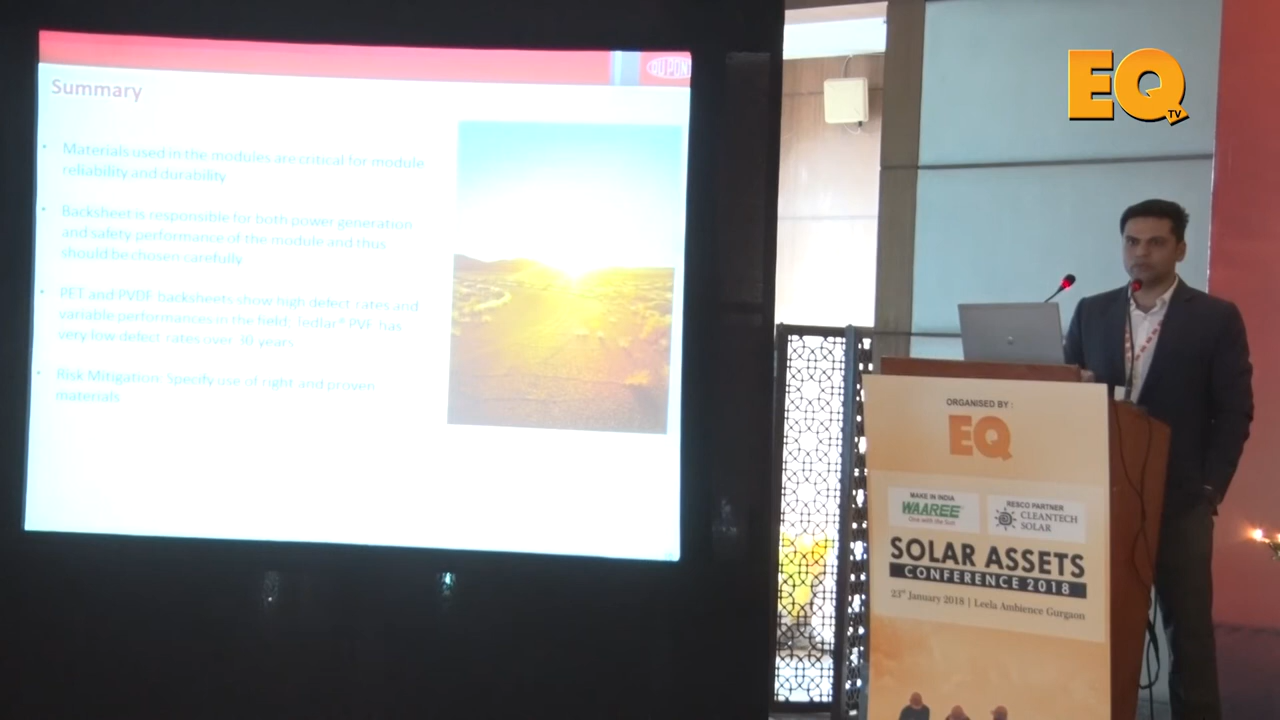 DU PONT
Summary
• Materials used in the modules are critical for module
reliability and durability
• Backsheet is responsible for both power generation
and safety performance of the module and thus
should be chosen carefully
• PET and PVDF backsheets show high defect rates and
variable performances in the field; Tedlar® PVF has
very low defect rates over 30 years
• Risk Mitigation: Specify use of right and proven
materials
EQ
TV
ORGANISED BY :
EQ
MAKE IN INDIA
WAAREE
One with the Sun
RESCO PARTNER
CLEANTECH
SOLAR
SOLAR ASSETS
CONFERENCE 2018
23rd January 2018 | Leela Ambience Gurgaon
hp